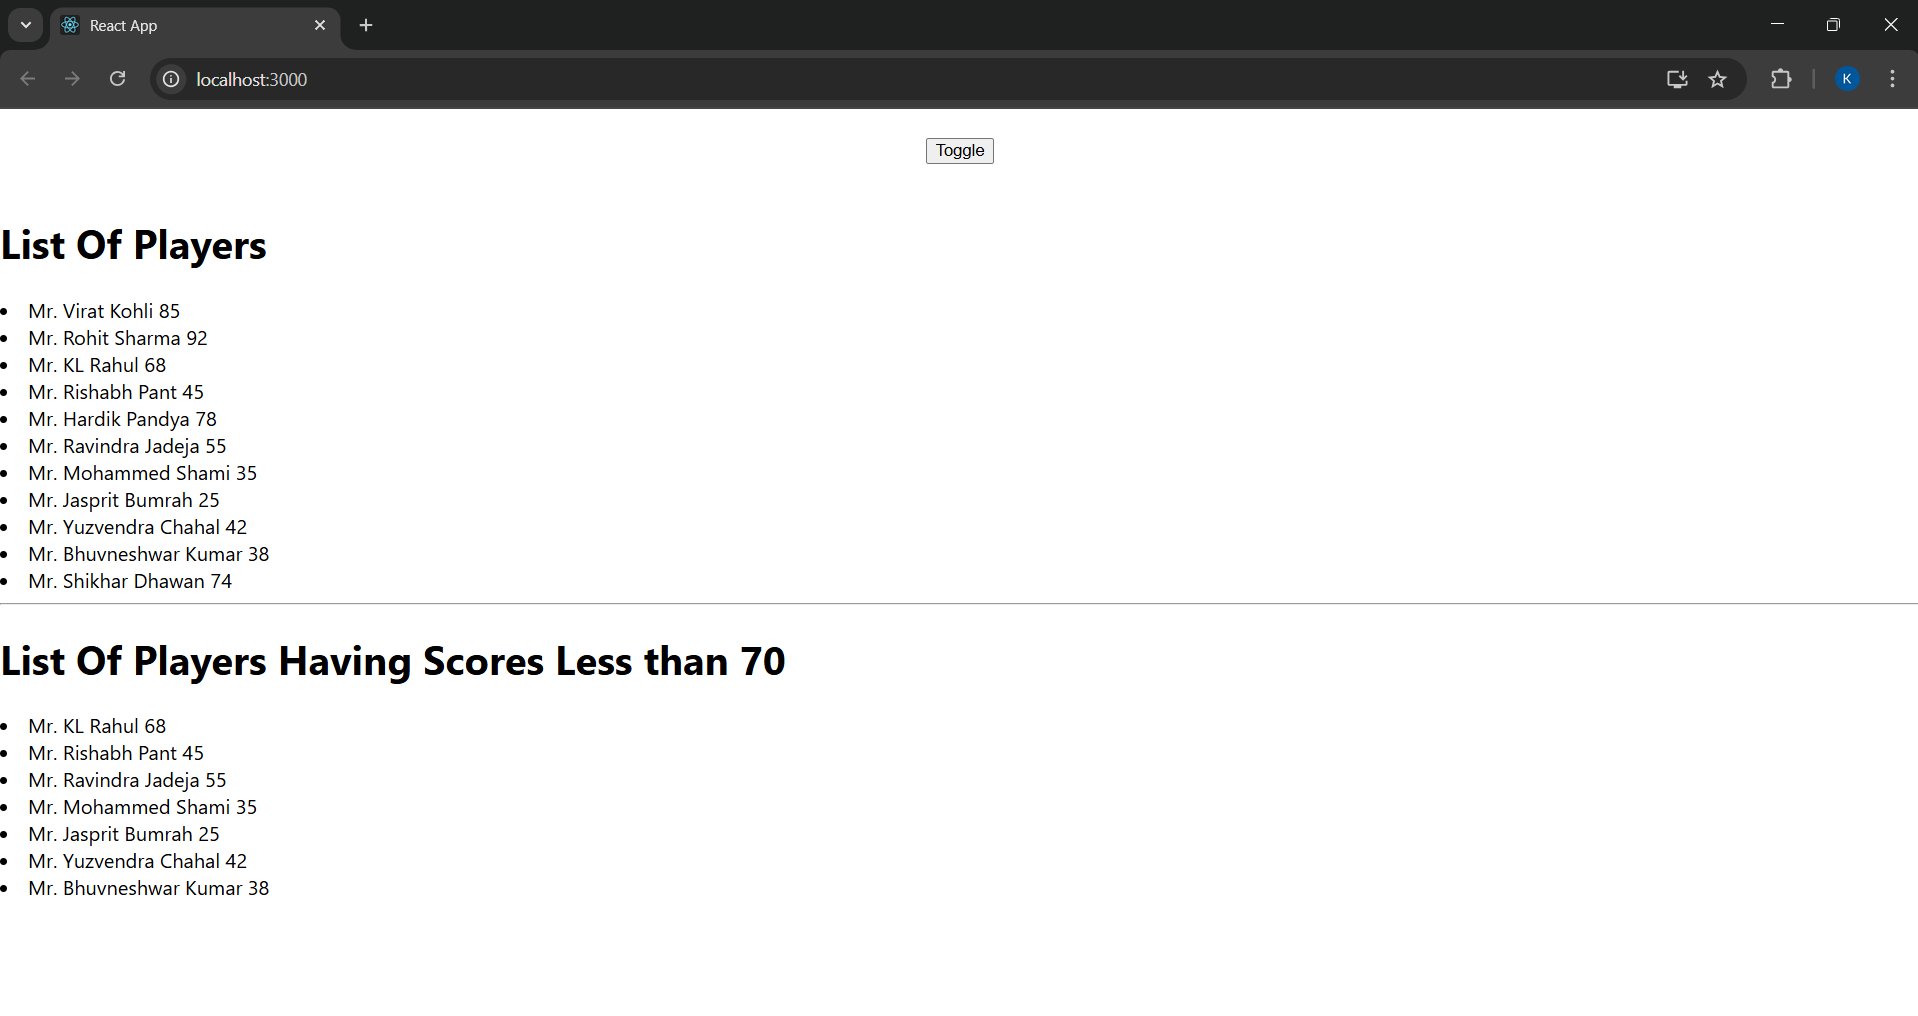 React App
localhost:3000
K
Toggle
List Of Players
Mr. Virat Kohli 85
Mr. Rohit Sharma 92
Mr. KL Rahul 68
Mr. Rishabh Pant 45
Mr. Hardik Pandya 78
Mr. Ravindra Jadeja 55
Mr. Mohammed Shami 35
Mr. Jasprit Bumrah 25
Mr. Yuzvendra Chahal 42
Mr. Bhuvneshwar Kumar 38
Mr. Shikhar Dhawan 74
List Of Players Having Scores Less than 70
Mr. KL Rahul 68
Mr. Rishabh Pant 45
Mr. Ravindra Jadeja 55
Mr. Mohammed Shami 35
Mr. Jasprit Bumrah 25
Mr. Yuzvendra Chahal 42
Mr. Bhuvneshwar Kumar 38